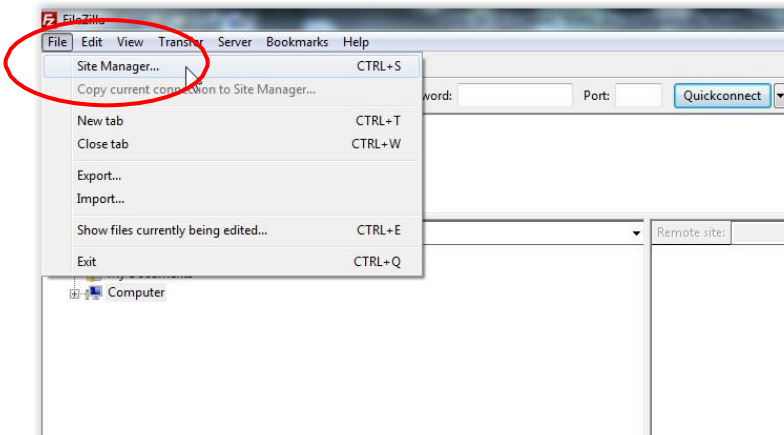 FileZilla
File Edit View Transfer Server Bookmarks Help
Site Manager... CTRL+S
Copy current connection to Site Manager...
word: Port: Quickconnect
New tab CTRL+T
Close tab CTRL+W
Export...
Import...
Show files currently being edited... CTRL+E
Remote site:
Exit CTRL+Q
My Documents
Computer